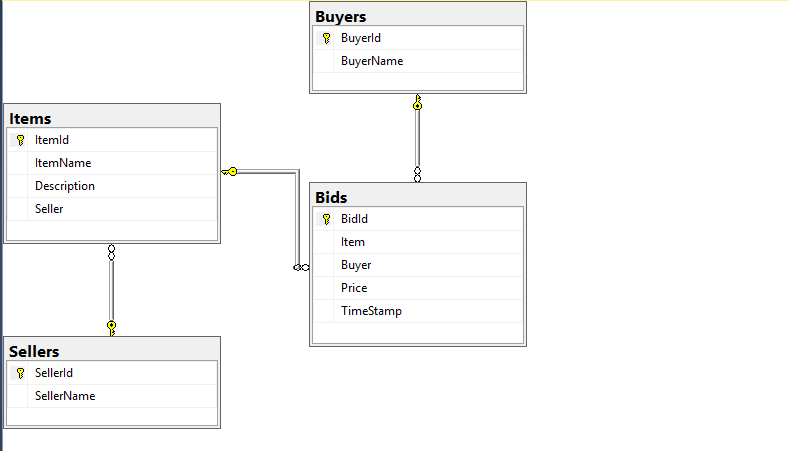 Buyers
BuyerId
BuyerName
Items
ItemId
ItemName
Description
Seller
Bids
BidId
Item
Buyer
Price
TimeStamp
Sellers
SellerId
SellerName